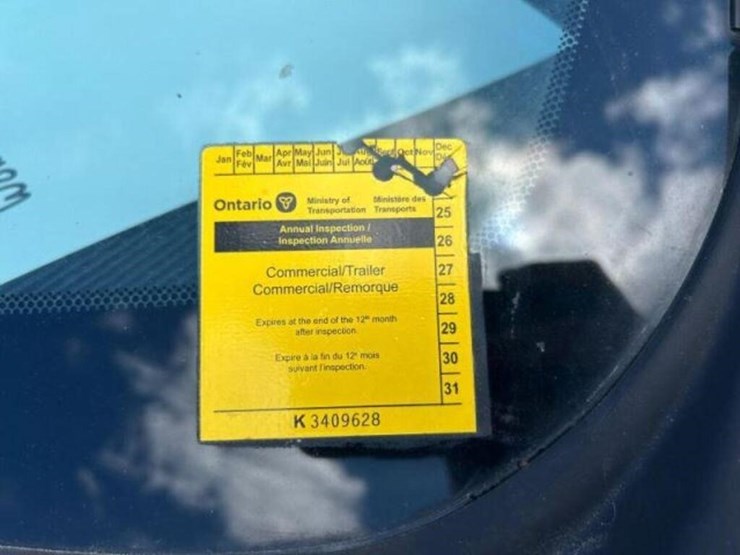 Jan Feb Mar Apr May Jun Sept Oct Nov Dec
Fév Avr Mai Juin Jul Août
Ontario Ministry of Ministère des
Transportation Transports
25
Annual Inspection /
Inspection Annuelle
26
Commercial/Trailer
27
Commercial/Remorque
28
Expires at the end of the 12th month
after inspection.
29
Expire à la fin du 12e mois
suivant l'inspection.
30
31
K 3409628